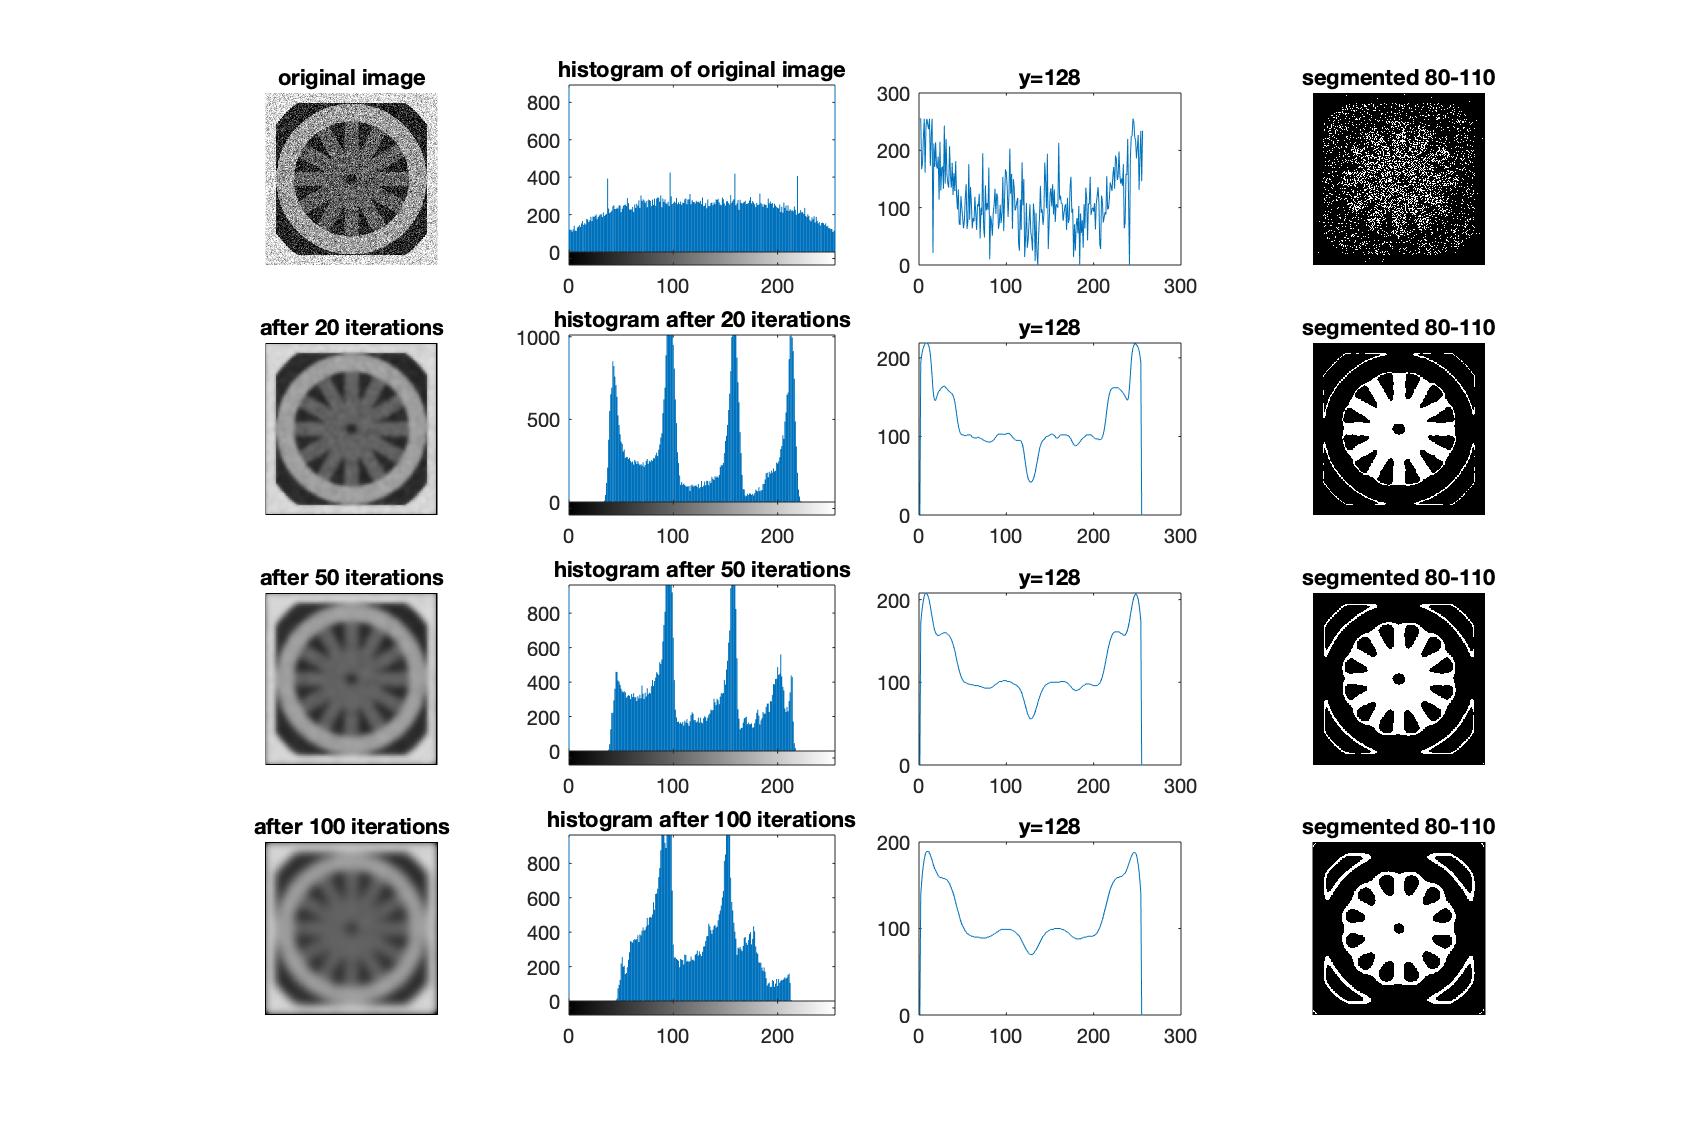 original image
histogram of original image
y=128
segmented 80-110
800
600
400
200
0
0 100 200
300
200
100
0
0 100 200 300
after 20 iterations
histogram after 20 iterations
y=128
segmented 80-110
1000
500
0
0 100 200
200
100
0
0 100 200 300
after 50 iterations
histogram after 50 iterations
y=128
segmented 80-110
800
600
400
200
0
0 100 200
200
100
0
0 100 200 300
after 100 iterations
histogram after 100 iterations
y=128
segmented 80-110
800
600
400
200
0
0 100 200
200
100
0
0 100 200 300